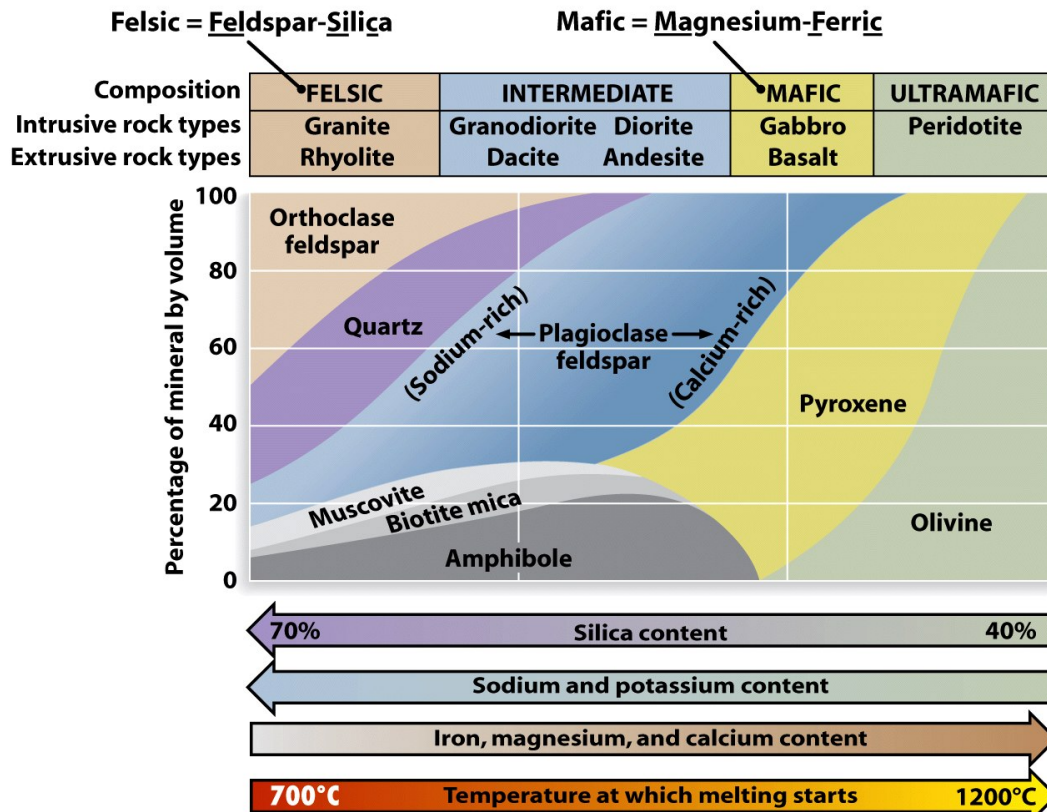 Felsic = Feldspar-Silica
Mafic = Magnesium-Ferric
Composition FELSIC INTERMEDIATE MAFIC ULTRAMAFIC
Intrusive rock types Granite Granodiorite Diorite Gabbro Peridotite
Extrusive rock types Rhyolite Dacite Andesite Basalt
Percentage of mineral by volume
100
80
60
40
20
0
Orthoclase
feldspar
Quartz
(Sodium-rich)
Plagioclase
feldspar
(Calcium-rich)
Pyroxene
Muscovite
Biotite mica
Amphibole
Olivine
70% Silica content 40%
Sodium and potassium content
Iron, magnesium, and calcium content
700°C Temperature at which melting starts 1200°C